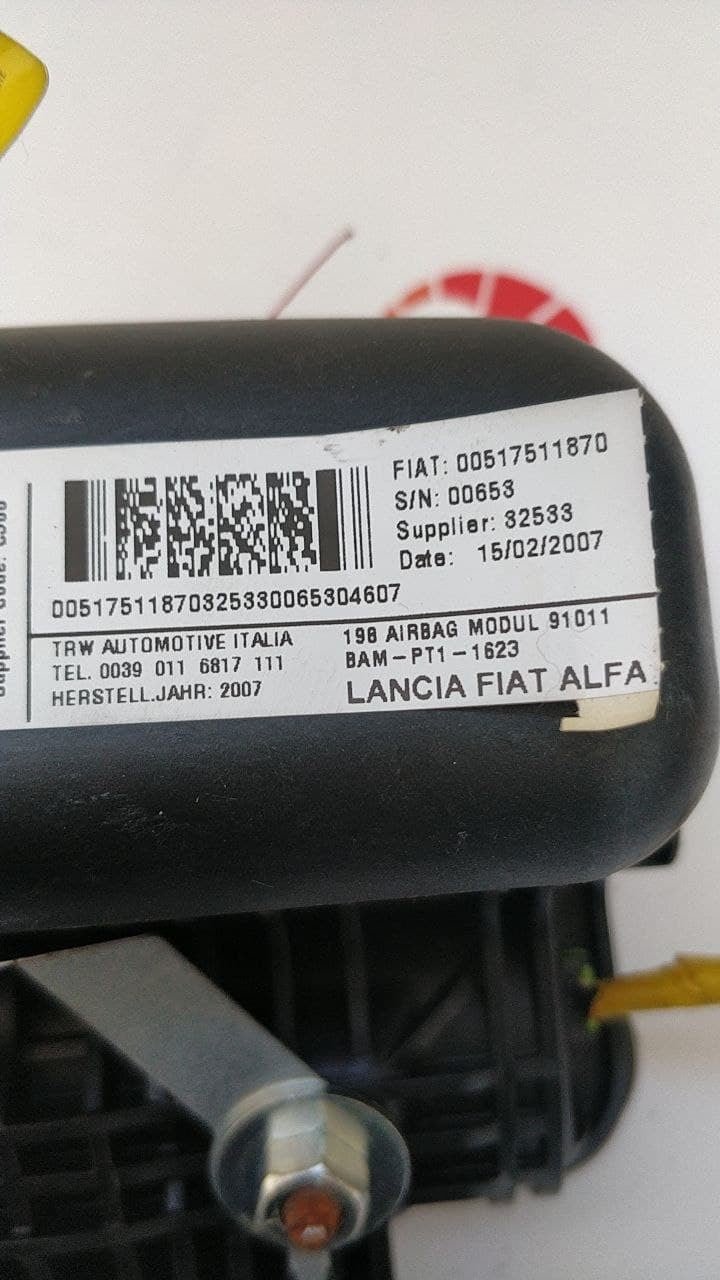 FIAT: 00517511870
S/N: 00653
Supplier: 32533
Date: 15/02/2007
00517511870325330065304607
TRW AUTOMOTIVE ITALIA
TEL. 0039 011 6817 111
HERSTELL.JAHR: 2007
198 AIRBAG MODUL 91011
BAM-PT1-1623
LANCIA FIAT ALFA